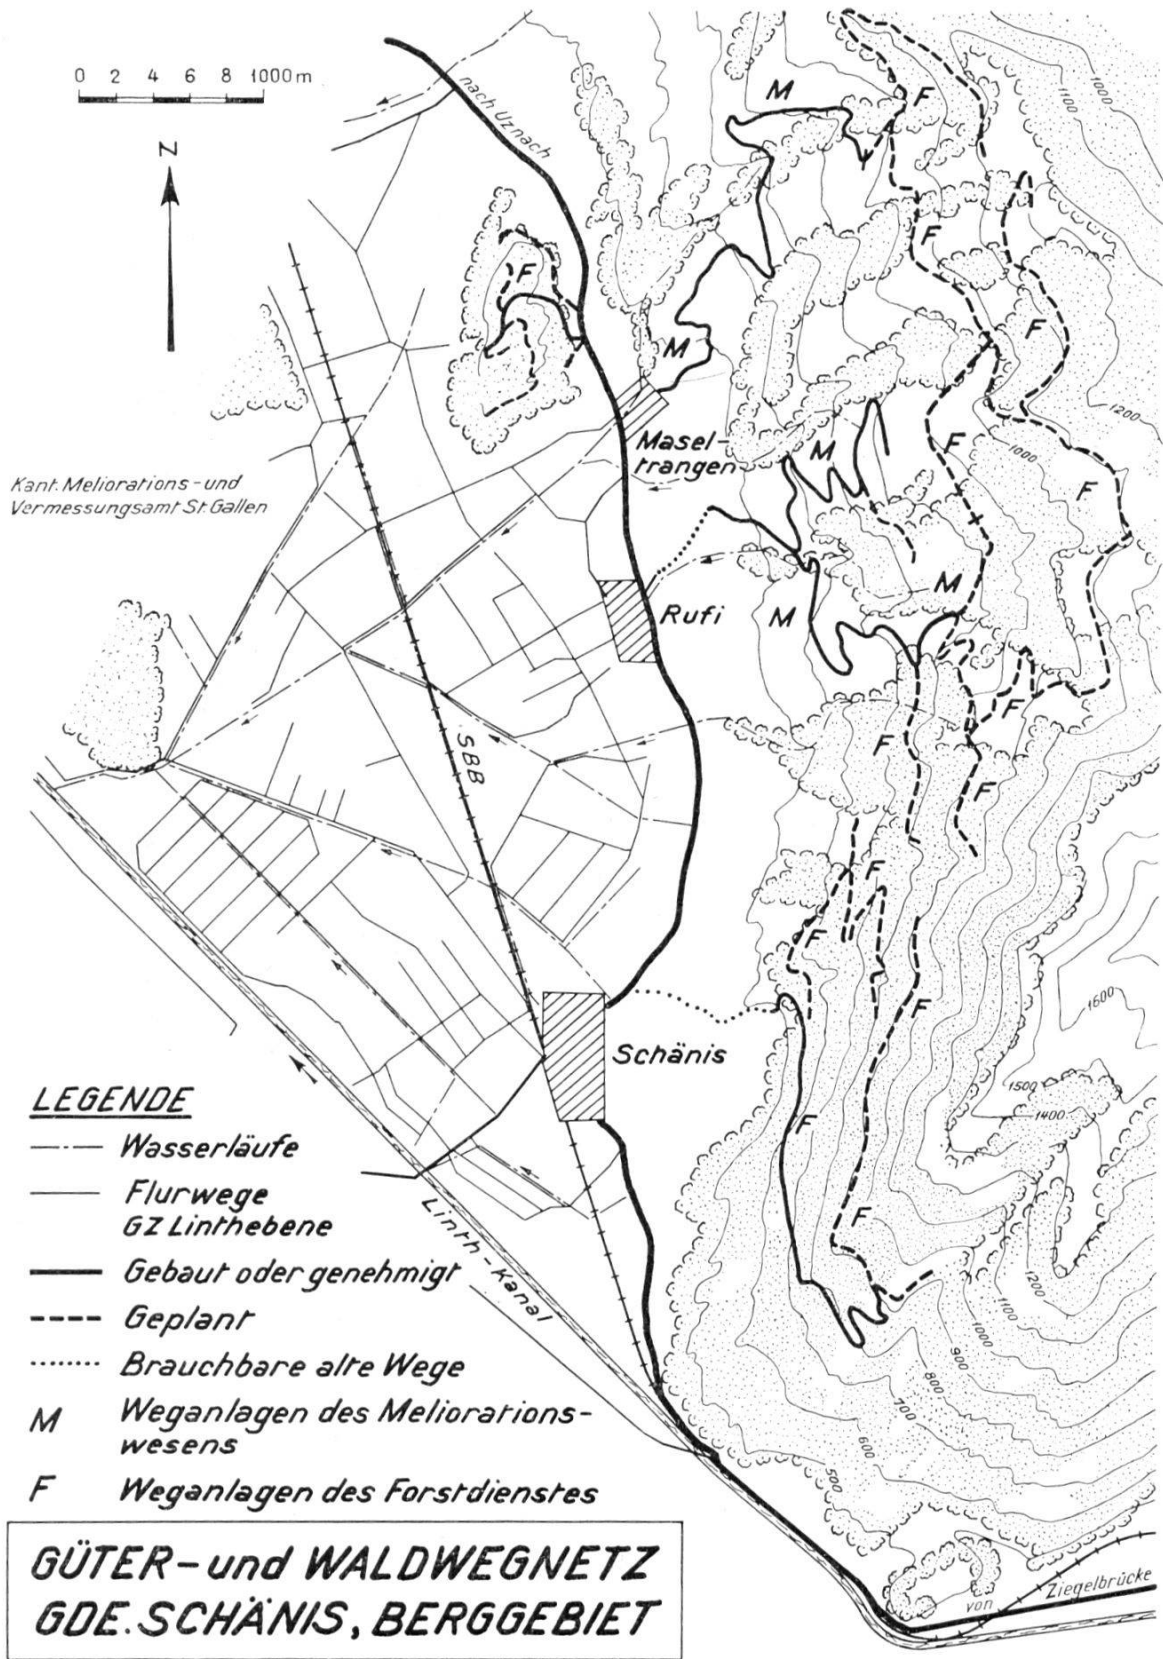 0 2 4 6 8 1000m
N
nach Uznach
M
F
1100
1000
F
F
M
F
1200
Masel-
trangen
M
F
1000
F
Kant. Meliorations- und
Vermessungsamt St. Gallen
Rufi
M
M
F
SBB
F
F
F
F
F
1600
Schänis
1500
1400
F
F
Linth-Kanal
1200
1100
1000
900
800
700
600
500
von Ziegelbrücke
LEGENDE
Wasserläufe
Flurwege
GZ Linthebene
Gebaut oder genehmigt
Geplant
Brauchbare alte Wege
M Weganlagen des Meliorations-
wesens
F Weganlagen des Forstdienstes
GÜTER- und WALDWEGNETZ
GDE. SCHÄNIS, BERGGEBIET